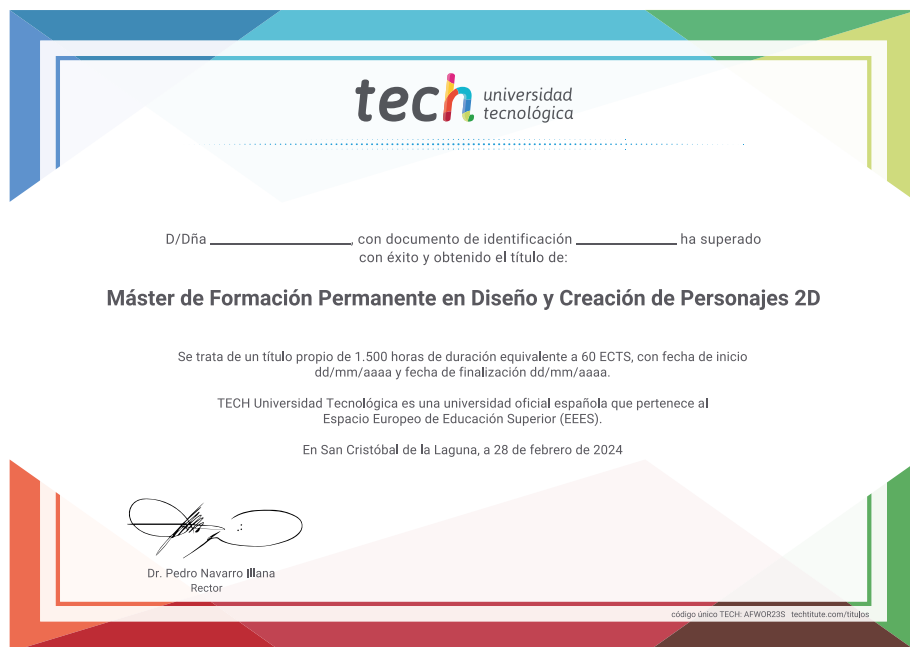 tech universidad
tecnológica
D/Dña ______________, con documento de identificación __________ ha superado
con éxito y obtenido el título de:
Máster de Formación Permanente en Diseño y Creación de Personajes 2D
Se trata de un título propio de 1.500 horas de duración equivalente a 60 ECTS, con fecha de inicio
dd/mm/aaaa y fecha de finalización dd/mm/aaaa.
TECH Universidad Tecnológica es una universidad oficial española que pertenece al
Espacio Europeo de Educación Superior (EEES).
En San Cristóbal de la Laguna, a 28 de febrero de 2024
Dr. Pedro Navarro Illana
Rector
código único TECH: AFWOR23S techtitute.com/titulos